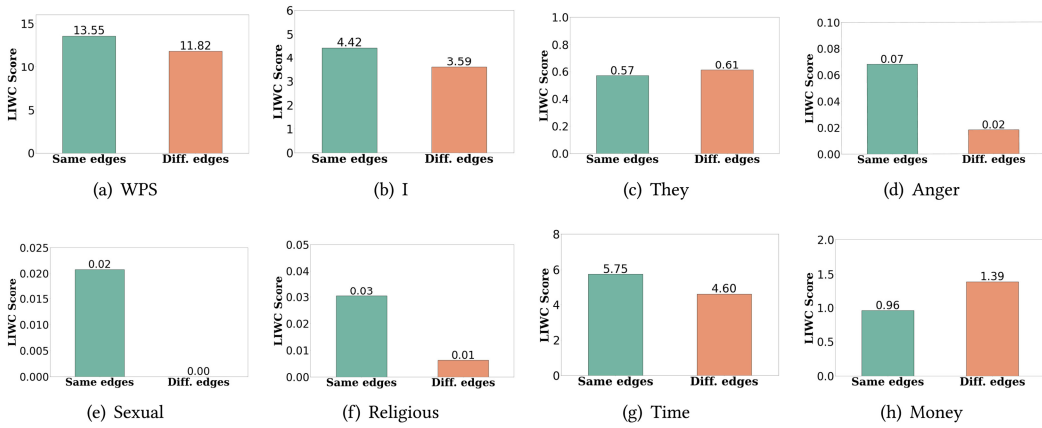 LIWC Score
15
10
5
0
13.55
11.82
Same edges
Diff. edges
(a) WPS
LIWC Score
6
5
4
3
2
1
0
4.42
3.59
Same edges
Diff. edges
(b) I
LIWC Score
1.0
0.8
0.6
0.4
0.2
0.0
0.57
0.61
Same edges
Diff. edges
(c) They
LIWC Score
0.10
0.08
0.06
0.04
0.02
0.00
0.07
0.02
Same edges
Diff. edges
(d) Anger
LIWC Score
0.025
0.020
0.015
0.010
0.005
0.000
0.02
0.00
Same edges
Diff. edges
(e) Sexual
LIWC Score
0.05
0.04
0.03
0.02
0.01
0.00
0.03
0.01
Same edges
Diff. edges
(f) Religious
LIWC Score
8
6
4
2
0
5.75
4.60
Same edges
Diff. edges
(g) Time
LIWC Score
2.0
1.5
1.0
0.5
0.0
0.96
1.39
Same edges
Diff. edges
(h) Money